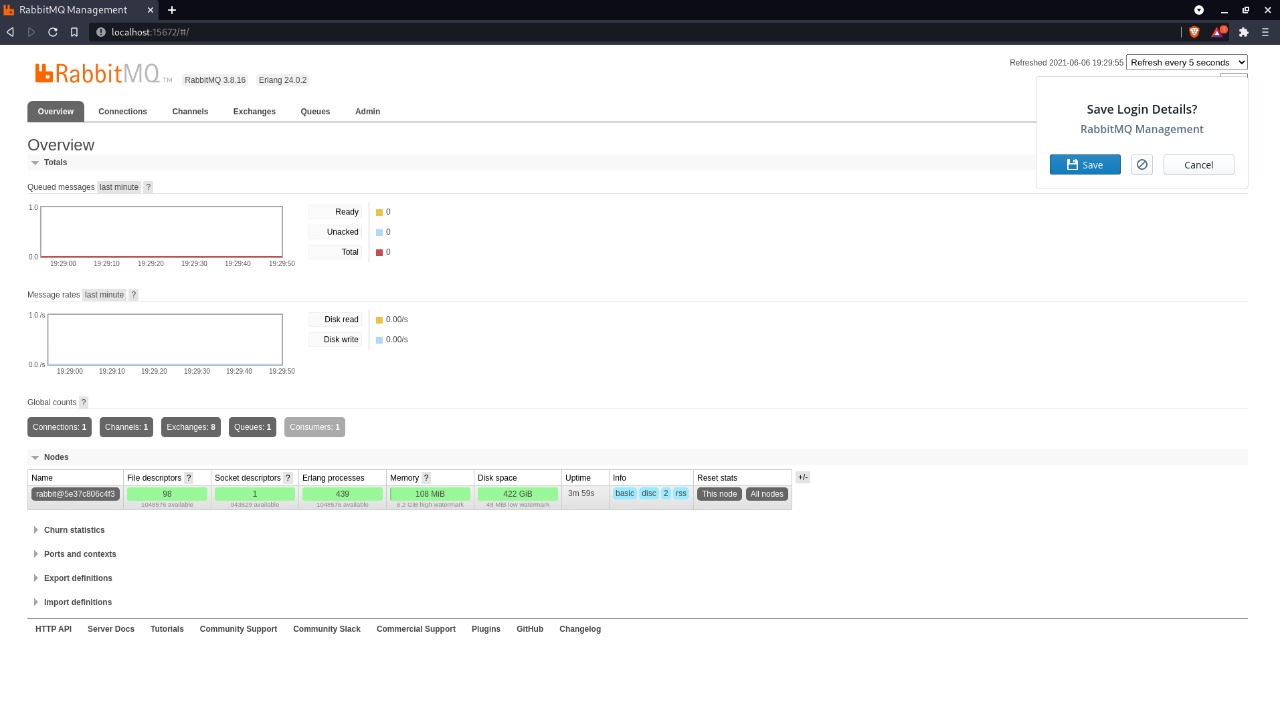 RabbitMQ Management
localhost:15672/#/
RabbitMQ TM RabbitMQ 3.8.16 Erlang 24.0.2
Refreshed 2021-06-06 19:29:55 Refresh every 5 seconds
Overview Connections Channels Exchanges Queues Admin
Save Login Details?
RabbitMQ Management
Save Cancel
Overview
Totals
Queued messages last minute ?
1.0
0.0
19:29:00 19:29:10 19:29:20 19:29:30 19:29:40 19:29:50
Ready 0
Unacked 0
Total 0
Message rates last minute ?
1.0 /s
0.0 /s
19:29:00 19:29:10 19:29:20 19:29:30 19:29:40 19:29:50
Disk read 0.00/s
Disk write 0.00/s
Global counts ?
Connections: 1 Channels: 1 Exchanges: 8 Queues: 1 Consumers: 1
Nodes
Name File descriptors ? Socket descriptors ? Erlang processes Memory ? Disk space Uptime Info Reset stats +/-
rabbit@5e37c806c4f3 98 1 439 108 MiB 422 GiB 3m 59s basic disc 2 rss This node All nodes
1048576 available 943629 available 1048576 available 6.2 GiB high watermark 48 MiB low watermark
Churn statistics
Ports and contexts
Export definitions
Import definitions
HTTP API Server Docs Tutorials Community Support Community Slack Commercial Support Plugins GitHub Changelog